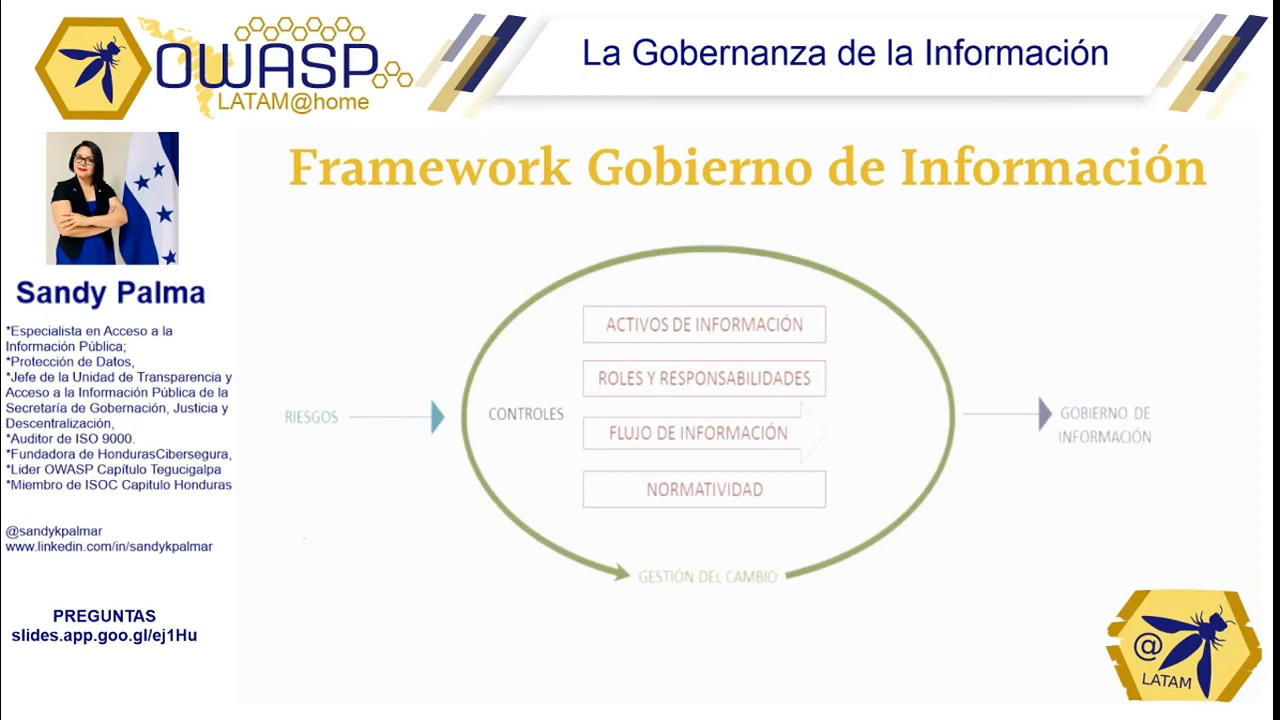 OWASP
LATAM@home
La Gobernanza de la Información
Sandy Palma
*Especialista en Acceso a la
Información Pública;
*Protección de Datos,
*Jefe de la Unidad de Transparencia y
Acceso a la Información Pública de la
Secretaría de Gobernación, Justicia y
Descentralización,
*Auditor de ISO 9000.
*Fundadora de HondurasCibersegura,
*Lider OWASP Capítulo Tegucigalpa
*Miembro de ISOC Capitulo Honduras
@sandykpalmar
www.linkedin.com/in/sandykpalmar
PREGUNTAS
slides.app.goo.gl/ej1Hu
Framework Gobierno de Información
RIESGOS
CONTROLES
ACTIVOS DE INFORMACIÓN
ROLES Y RESPONSABILIDADES
FLUJO DE INFORMACIÓN
NORMATIVIDAD
GESTIÓN DEL CAMBIO
GOBIERNO DE
INFORMACIÓN
@
LATAM